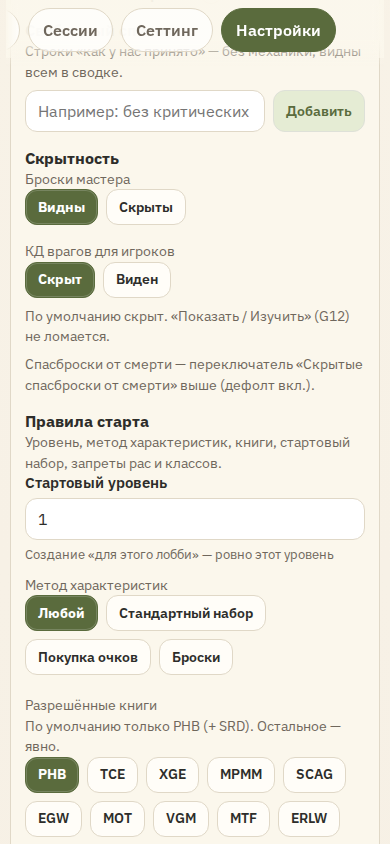 Сессии
Сеттинг
Настройки
Строки «как у нас принято» — без механики, видны
всем в сводке.
Например: без критических
Добавить
Скрытность
Броски мастера
Видны
Скрыты
КД врагов для игроков
Скрыт
Виден
По умолчанию скрыт. «Показать / Изучить» (G12)
не ломается.
Спасброски от смерти — переключатель «Скрытые
спасброски от смерти» выше (дефолт вкл.).
Правила старта
Уровень, метод характеристик, книги, стартовый
набор, запреты рас и классов.
Стартовый уровень
1
Создание «для этого лобби» — ровно этот уровень
Метод характеристик
Любой
Стандартный набор
Покупка очков
Броски
Разрешённые книги
По умолчанию только PHB (+ SRD). Остальное —
явно.
PHB
TCE
XGE
MPMM
SCAG
EGW
MOT
VGM
MTF
ERLW